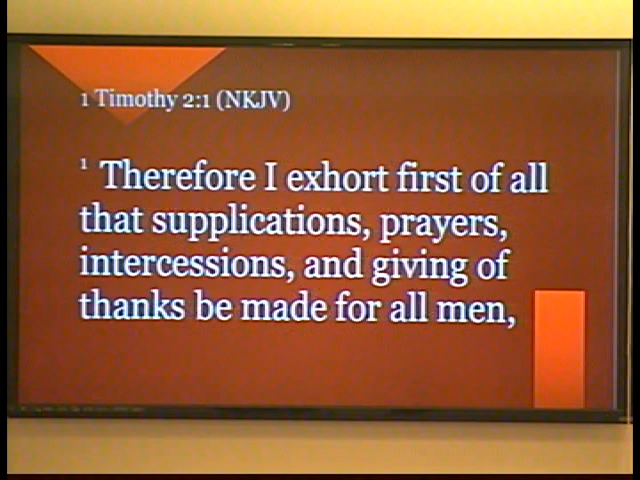 1 Timothy 2:1 (NKJV)
1 Therefore I exhort first of all
that supplications, prayers,
intercessions, and giving of
thanks be made for all men,